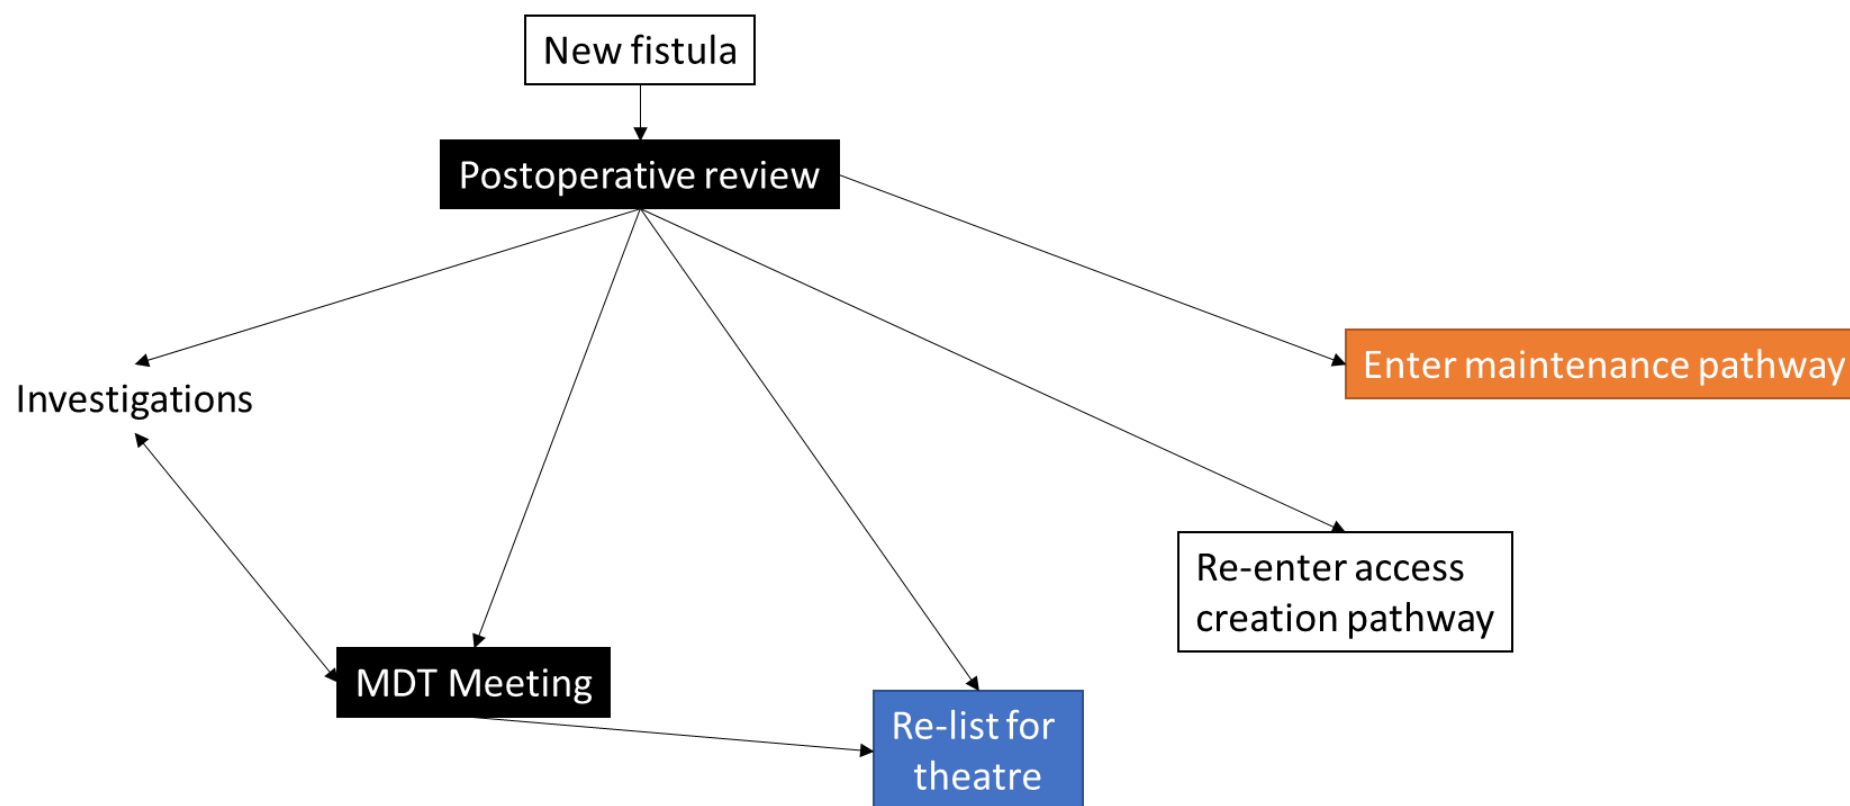 New fistula
Postoperative review
Enter maintenance pathway
Investigations
Re-enter access
creation pathway
MDT Meeting
Re-list for
theatre